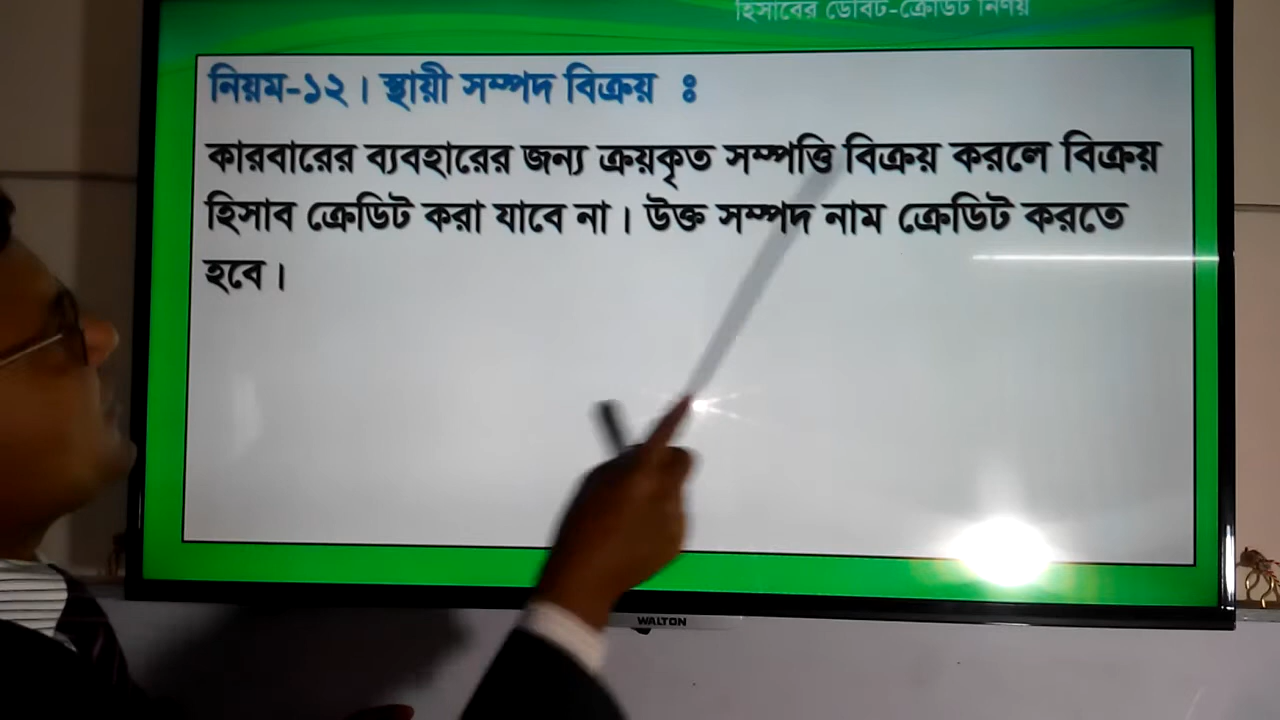 হিসাবের ডেবিট-ক্রেডিট নির্ণয়
নিয়ম-১২। স্থায়ী সম্পদ বিক্রয় ঃ
কারবারের ব্যবহারের জন্য ক্রয়কৃত সম্পত্তি বিক্রয় করলে বিক্রয়
হিসাব ক্রেডিট করা যাবে না। উক্ত সম্পদ নাম ক্রেডিট করতে
হবে।
WALTON